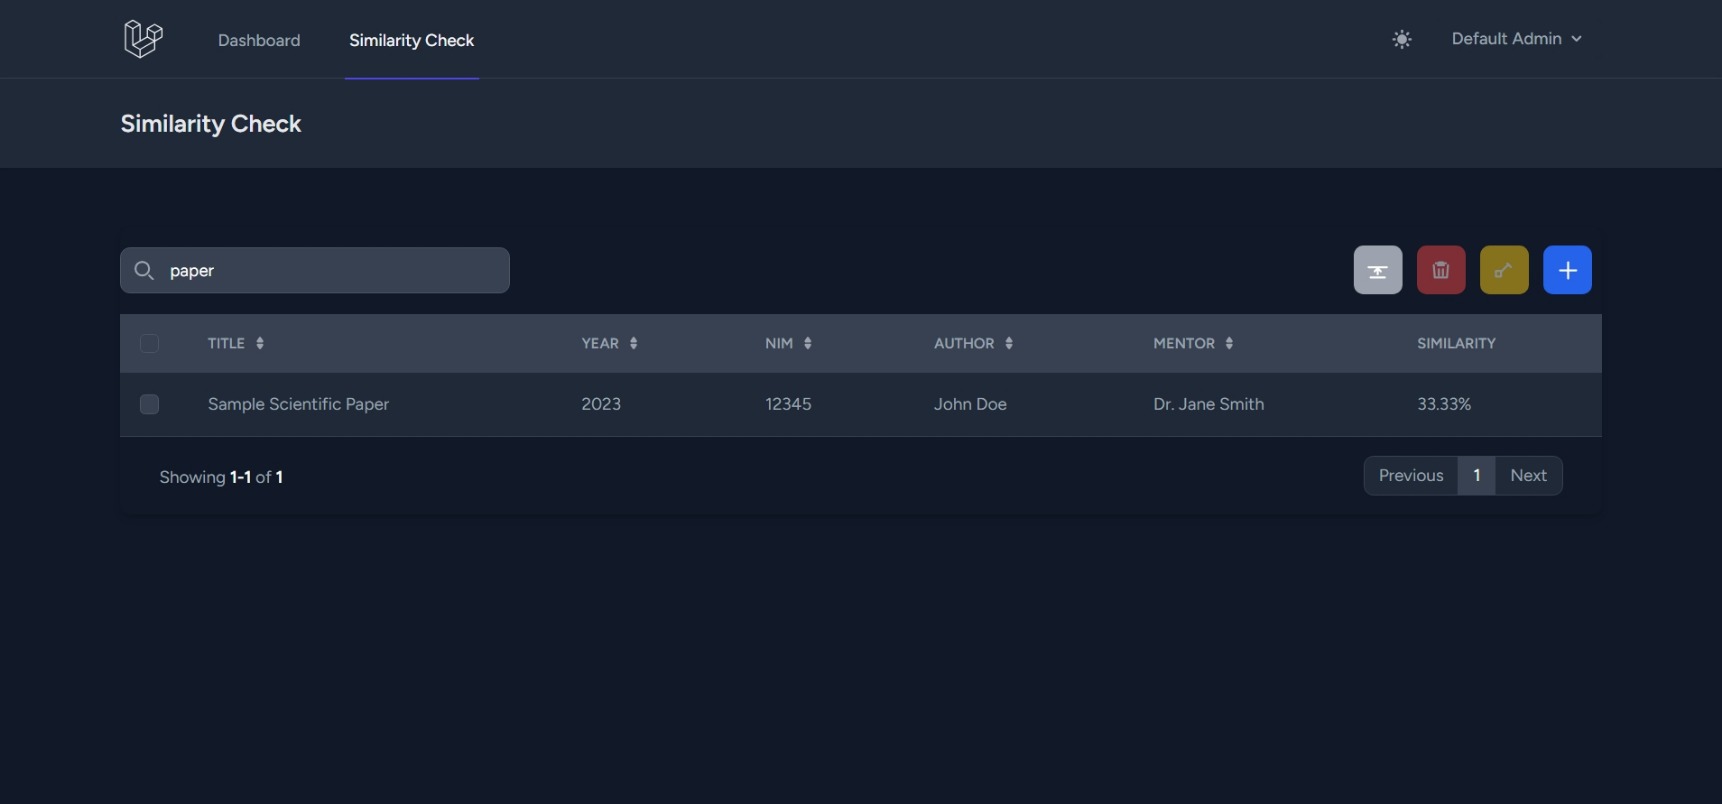 Dashboard Similarity Check Default Admin
Similarity Check
paper
TITLE YEAR NIM AUTHOR MENTOR SIMILARITY
Sample Scientific Paper 2023 12345 John Doe Dr. Jane Smith 33.33%
Showing 1-1 of 1 Previous 1 Next